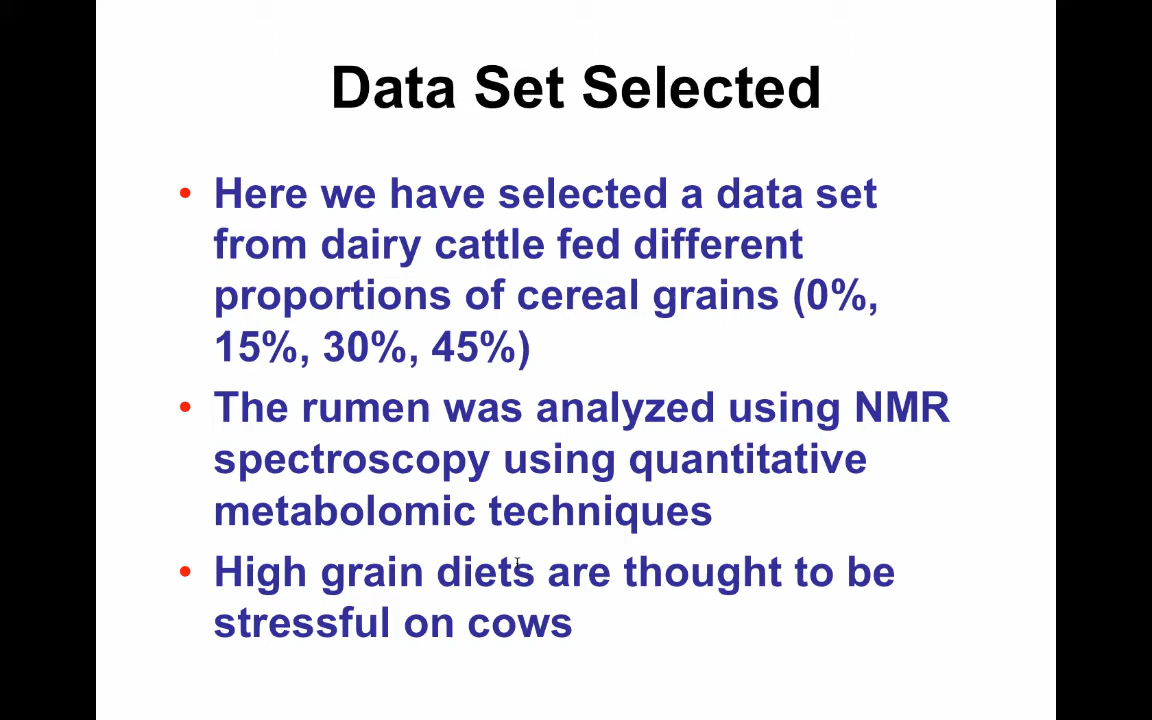 Data Set Selected
• Here we have selected a data set
from dairy cattle fed different
proportions of cereal grains (0%,
15%, 30%, 45%)
• The rumen was analyzed using NMR
spectroscopy using quantitative
metabolomic techniques
• High grain diets are thought to be
stressful on cows